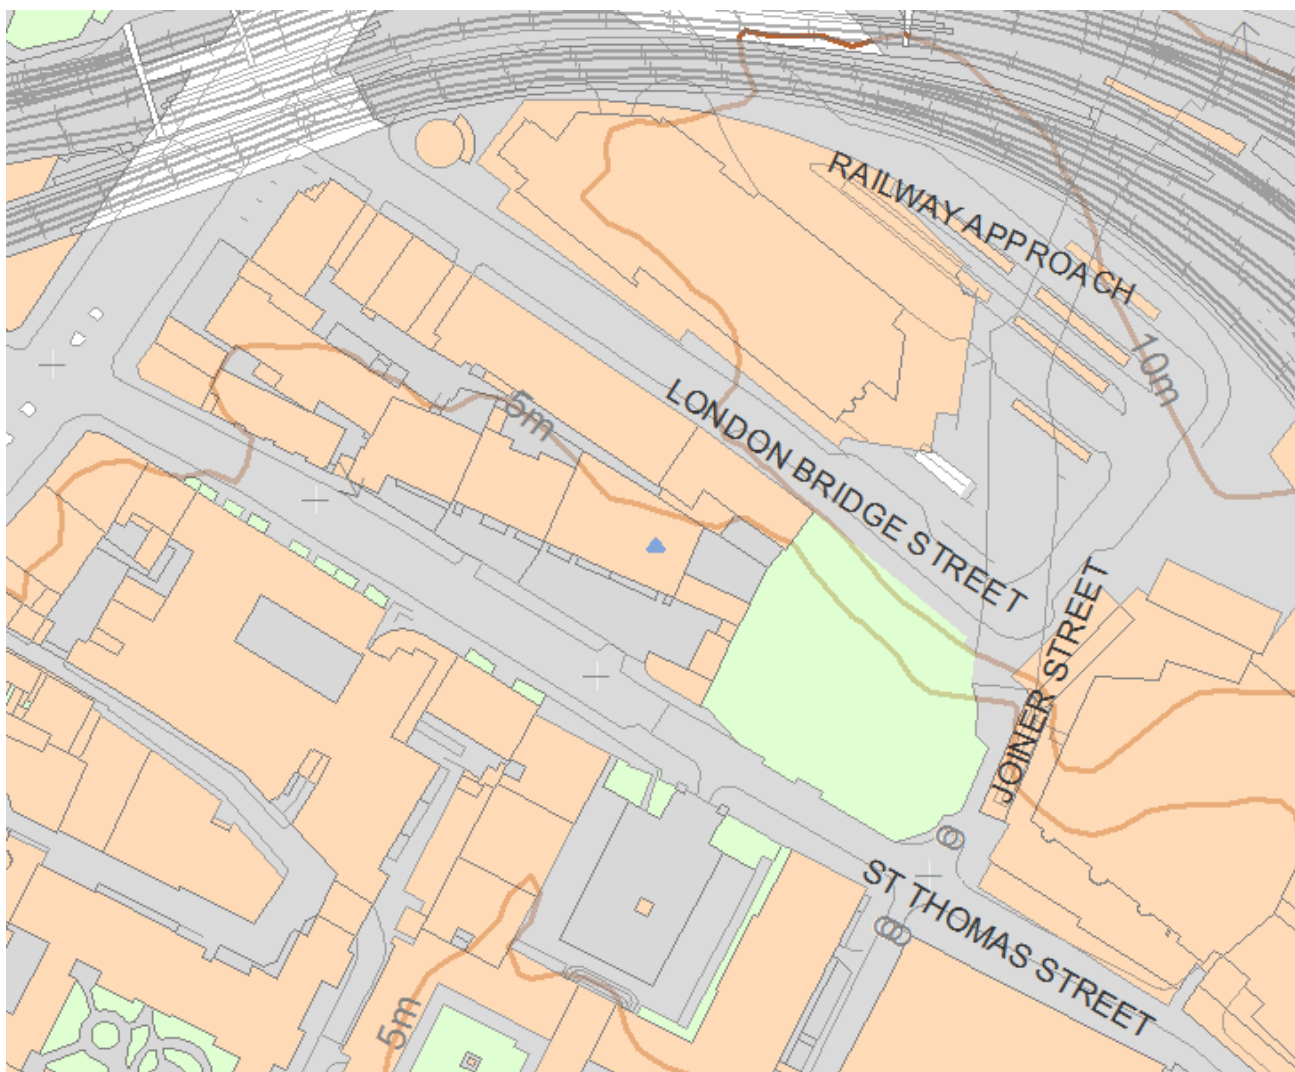 RAILWAY APPROACH
10m
5m
LONDON BRIDGE STREET
JOINER STREET
ST THOMAS STREET
5m